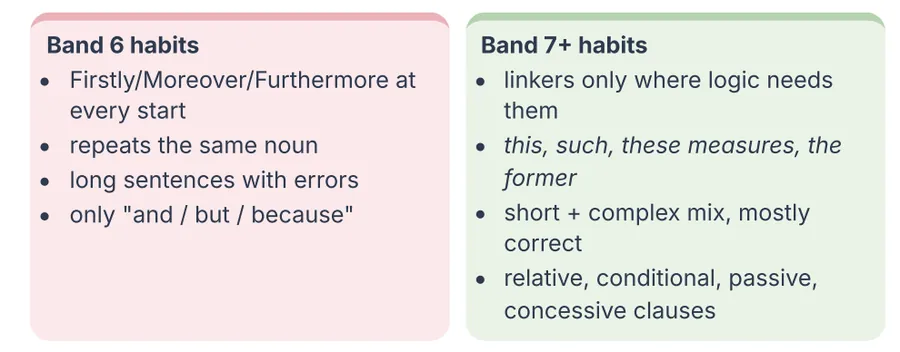 Band 6 habits
• Firstly/Moreover/Furthermore at
every start
• repeats the same noun
• long sentences with errors
• only "and / but / because"
Band 7+ habits
• linkers only where logic needs
them
• this, such, these measures, the
former
• short + complex mix, mostly
correct
• relative, conditional, passive,
concessive clauses